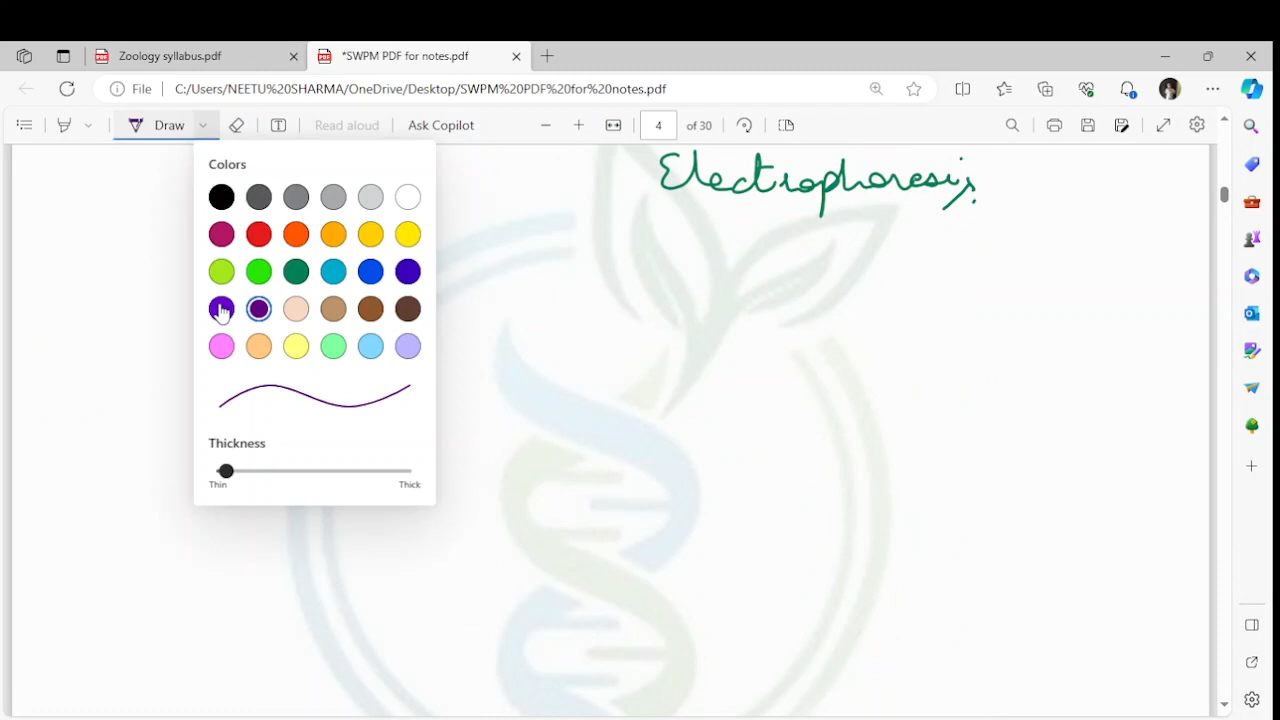 Zoology syllabus.pdf
*SWPM PDF for notes.pdf
File
C:/Users/NEETU%20SHARMA/OneDrive/Desktop/SWPM%20PDF%20for%20notes.pdf
Draw
Read aloud
Ask Copilot
4
of 30
Electrophoresis
Colors
Thickness
Thin
Thick